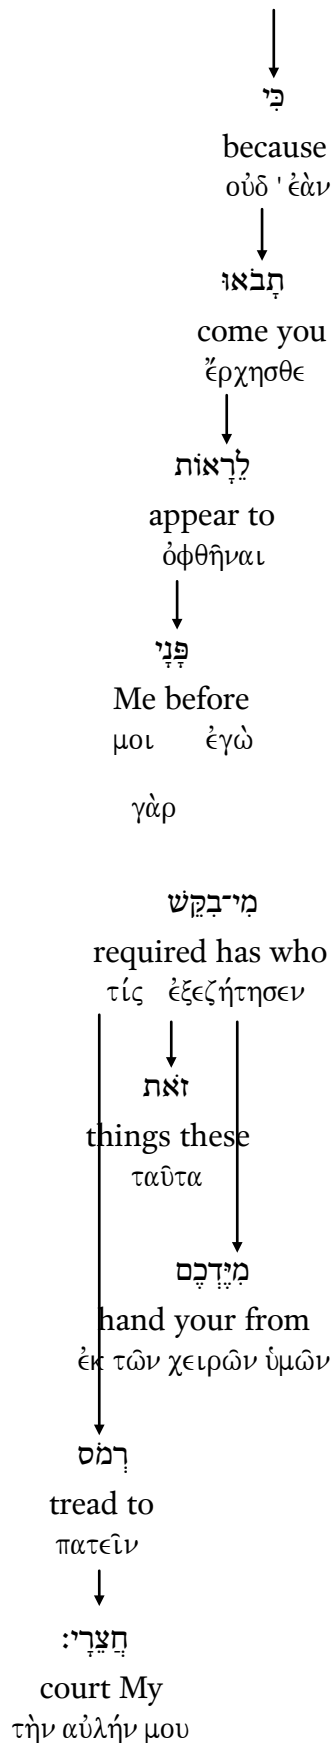 כִּי
because
οὐδ ' ἐὰν
תָבֹאוּ
come you
ἔρχησθε
לֵרָאוֹת
appear to
ὀφθῆναι
פָּנָי
Me before
μοι ἐγὼ
γὰρ
מִי־בִקֵּשׁ
required has who
τίς ἐξεζήτησεν
זֹאת
things these
ταῦτα
מִיֶּדְכֶם
hand your from
ἐκ τῶν χειρῶν ὑμῶν
רְמֹס
tread to
πατεῖν
חֲצֵרָי׃
court My
τὴν αὐλήν μου